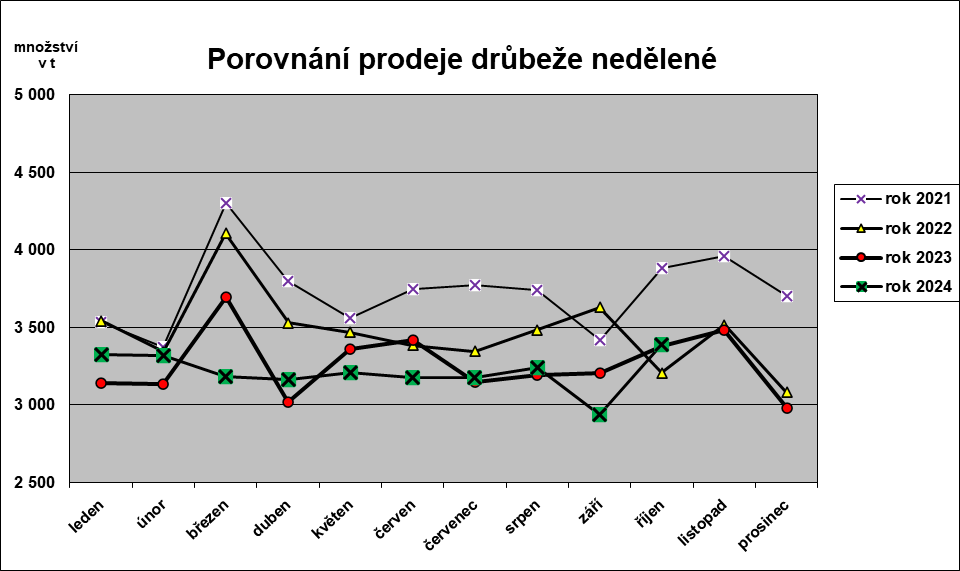 množství
v t
Porovnání prodeje drůbeže nedělené
5 000
4 500
4 000
3 500
3 000
2 500
leden
únor
březen
duben
květen
červen
červenec
srpen
září
říjen
listopad
prosinec
rok 2021
rok 2022
rok 2023
rok 2024